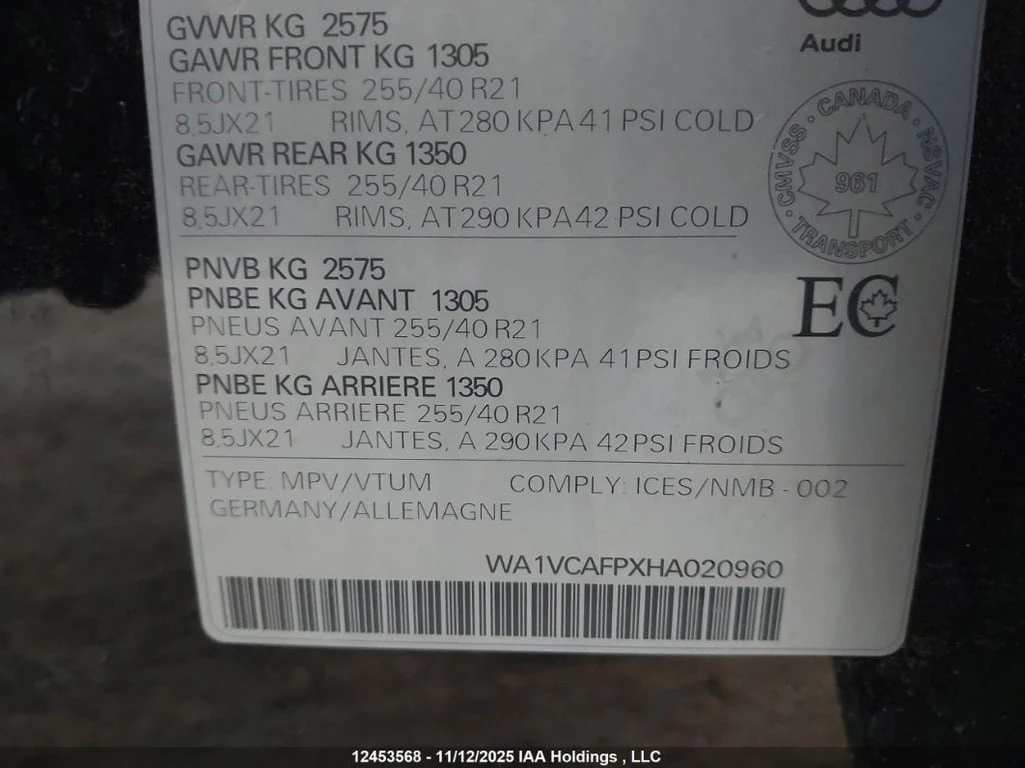 GVWR KG 2575
GAWR FRONT KG 1305
FRONT-TIRES 255/40 R21
8,5JX21 RIMS, AT 280 KPA 41 PSI COLD
GAWR REAR KG 1350
REAR-TIRES 255/40 R21
8,5JX21 RIMS, AT 290 KPA 42 PSI COLD
Audi
CANADA
CMVSS · NSVAC
961
TRANSPORT
PNVB KG 2575
PNBE KG AVANT 1305
PNEUS AVANT 255/40 R21
8,5JX21 JANTES, A 280 KPA 41 PSI FROIDS
PNBE KG ARRIERE 1350
PNEUS ARRIERE 255/40 R21
8,5JX21 JANTES, A 290 KPA 42 PSI FROIDS
EC
TYPE: MPV/VTUM COMPLY: ICES/NMB - 002
GERMANY/ALLEMAGNE
WA1VCAFPXHA020960
12453568 - 11/12/2025 IAA Holdings , LLC